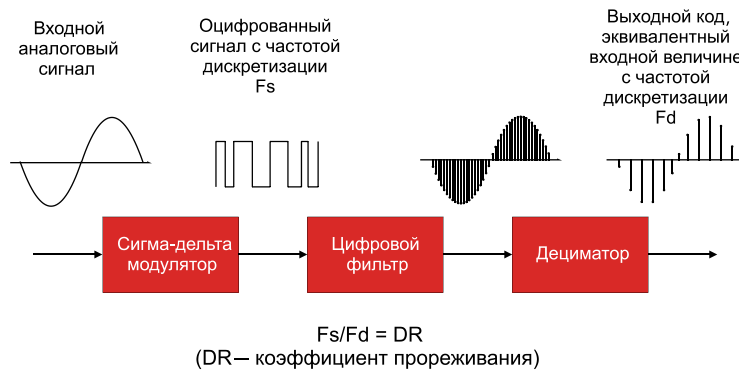 Входной
аналоговый
сигнал
Оцифрованный
сигнал с частотой
дискретизации
Fs
Выходной код,
эквивалентный
входной величине
с частотой
дискретизации
Fd
Сигма-дельта
модулятор
Цифровой
фильтр
Дециматор
Fs/Fd = DR
(DR— коэффициент прореживания)